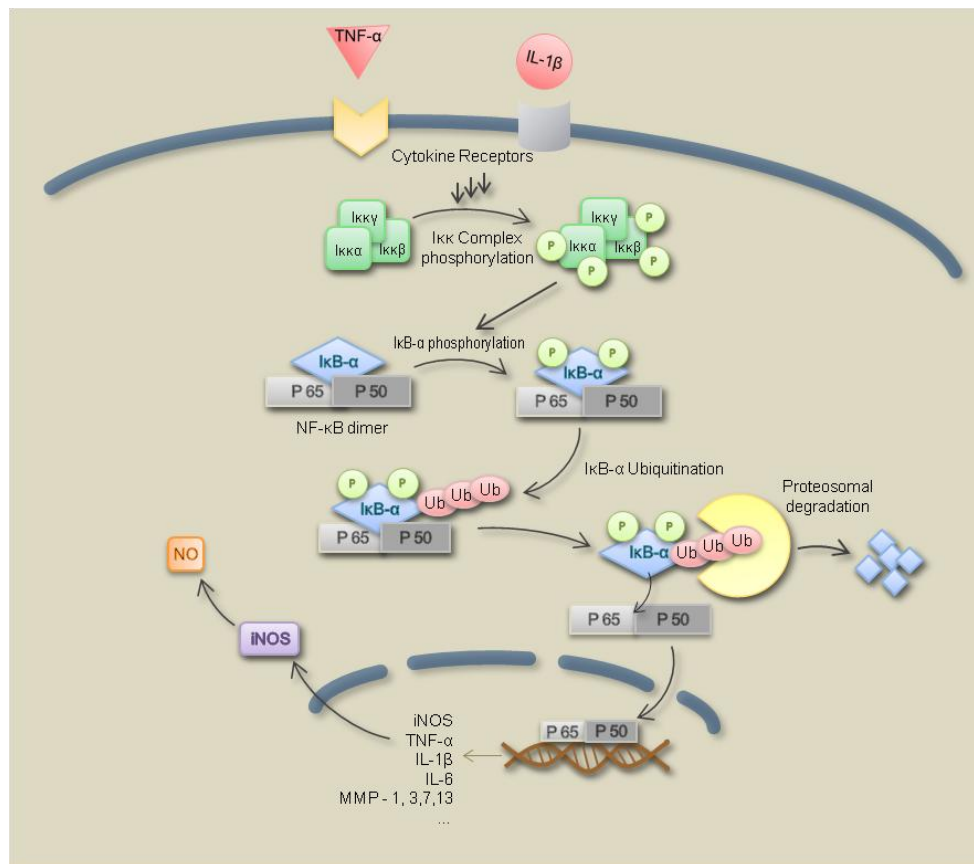 TNF-α
IL-1β
Cytokine Receptors
Iκκγ
Iκκα
Iκκβ
Iκκ Complex
phosphorylation
Iκκγ
P
P
Iκκα
Iκκβ
P
P
IκB-α phosphorylation
IκB-α
P 65
P 50
NF-κB dimer
P
P
IκB-α
P 65
P 50
IκB-α Ubiquitination
P
P
IκB-α
Ub
Ub
Ub
P 65
P 50
Proteosomal
degradation
P
P
IκB-α
Ub
Ub
Ub
NO
P 65
P 50
iNOS
P 65
P 50
iNOS
TNF-α
IL-1β
IL-6
MMP - 1, 3,7,13
...